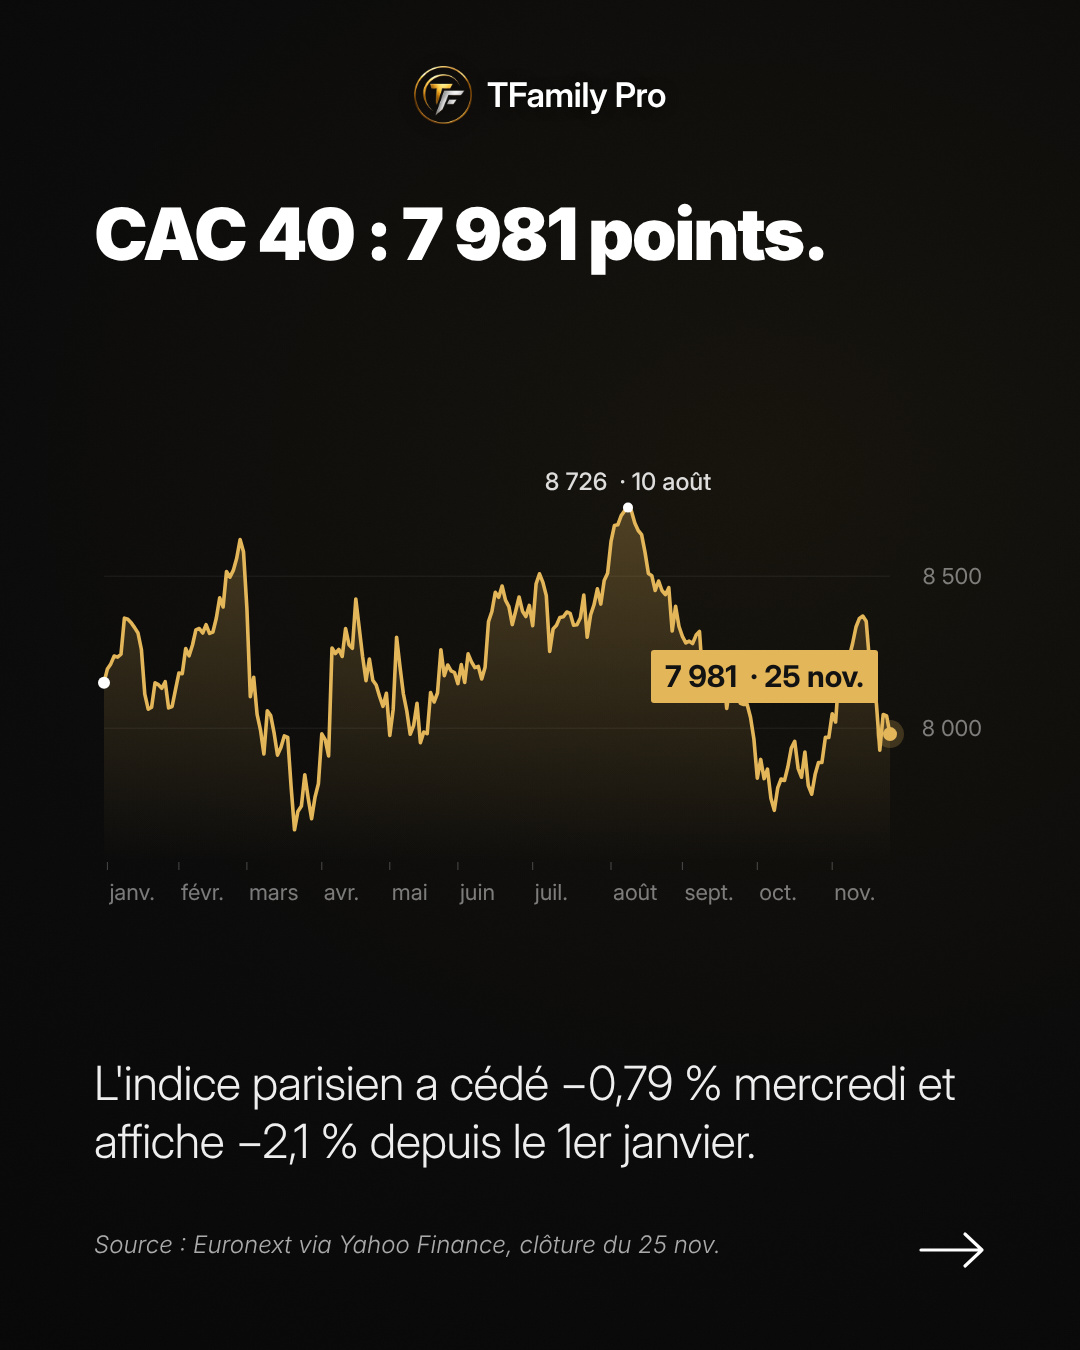 TFamily Pro
CAC 40 : 7 981 points.
8 726 · 10 août
8 500
7 981 · 25 nov.
8 000
janv. févr. mars avr. mai juin juil. août sept. oct. nov.
L'indice parisien a cédé −0,79 % mercredi et
affiche −2,1 % depuis le 1er janvier.
Source : Euronext via Yahoo Finance, clôture du 25 nov.